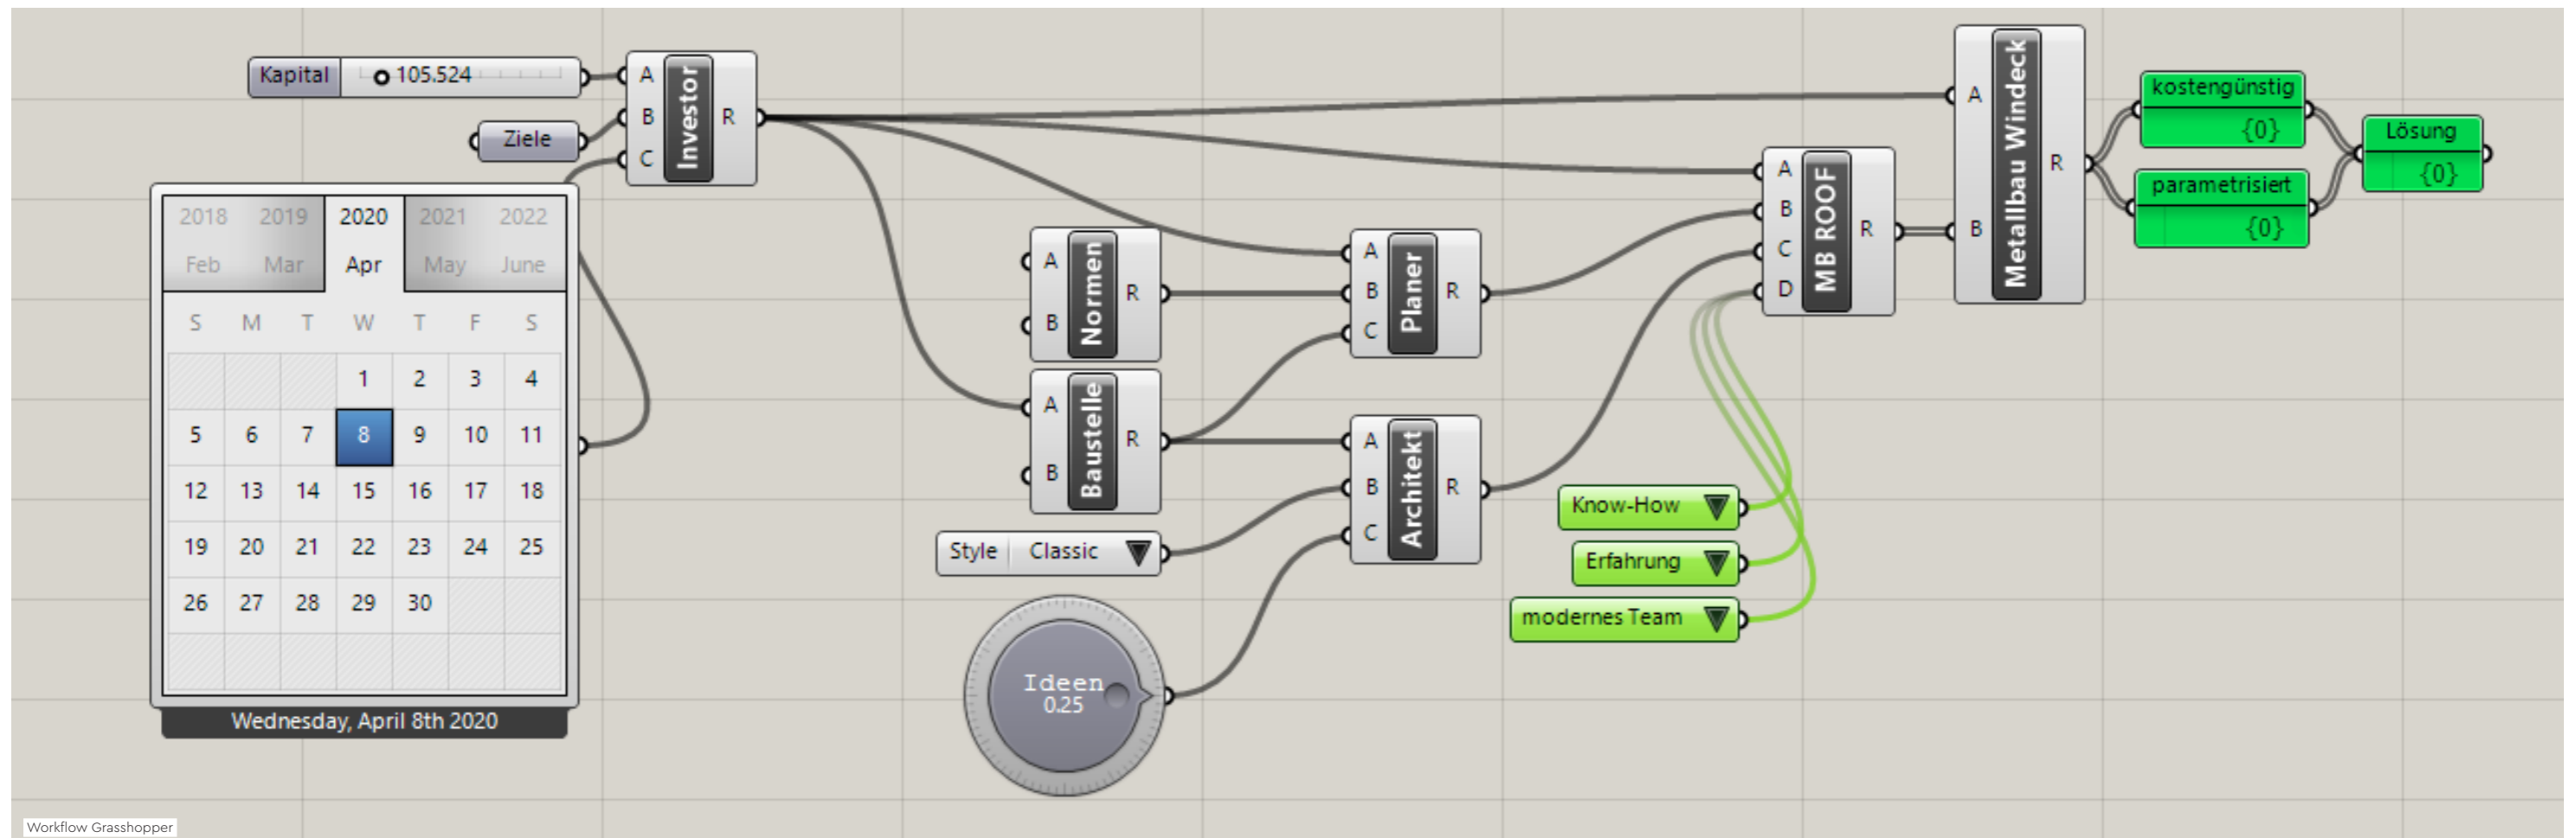 Kapital 105.524
Ziele
A
B
C
Investor
R
2018 2019 2020 2021 2022
Feb Mar Apr May June
S M T W T F S
1 2 3 4
5 6 7 8 9 10 11
12 13 14 15 16 17 18
19 20 21 22 23 24 25
26 27 28 29 30
Wednesday, April 8th 2020
A
B
Normen
R
A
B
Baustelle
R
Style Classic
Ideen
0.25
A
B
C
Planer
R
A
B
C
Architekt
R
Know-How
Erfahrung
modernes Team
A
B
C
D
MB ROOF
R
A
B
Metallbau Windeck
R
kostengünstig
{0}
parametrisiert
{0}
Lösung
{0}
Workflow Grasshopper